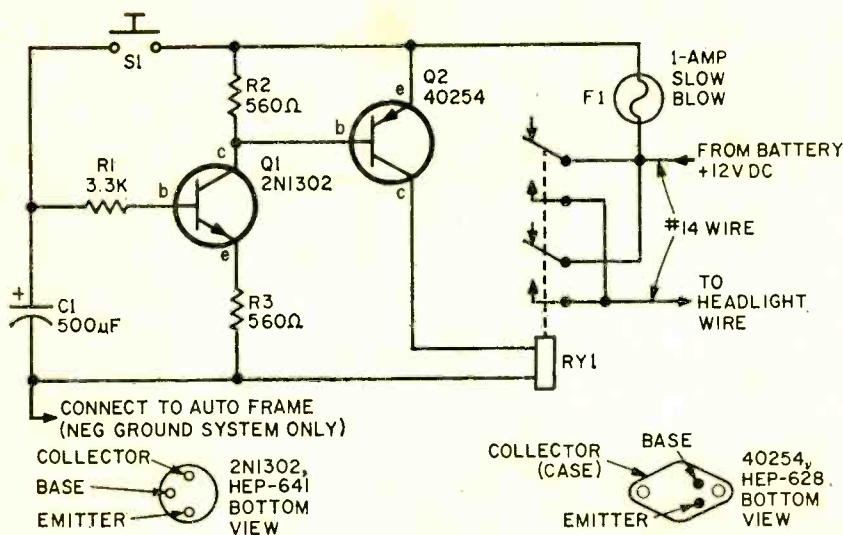 S1
R2
560Ω
Q2
40254
e
b
c
1-AMP
SLOW
BLOW
F1
c
Q1
2N1302
R1
3.3K
b
e
FROM BATTERY
+12V DC
#14 WIRE
+
C1
500µF
R3
560Ω
TO
HEADLIGHT
WIRE
RY1
CONNECT TO AUTO FRAME
(NEG GROUND SYSTEM ONLY)
COLLECTOR
BASE
EMITTER
2N1302,
HEP-641
BOTTOM
VIEW
COLLECTOR
(CASE)
BASE
EMITTER
40254,
HEP-628
BOTTOM
VIEW